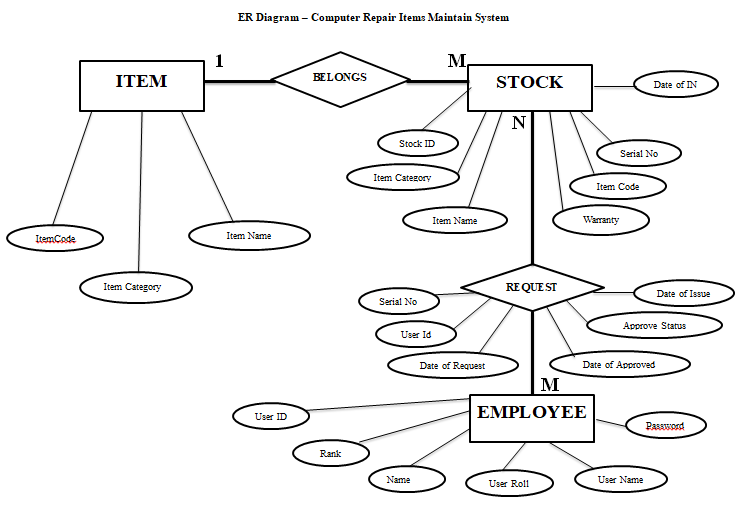 ER Diagram – Computer Repair Items Maintain System
1
M
ITEM
BELONGS
STOCK
Date of IN
N
Stock ID
Serial No
Item Category
Item Code
Item Name
Warranty
ItemCode
Item Name
Item Category
REQUEST
Serial No
Date of Issue
User Id
Approve Status
Date of Request
Date of Approved
M
EMPLOYEE
User ID
Password
Rank
Name
User Roll
User Name